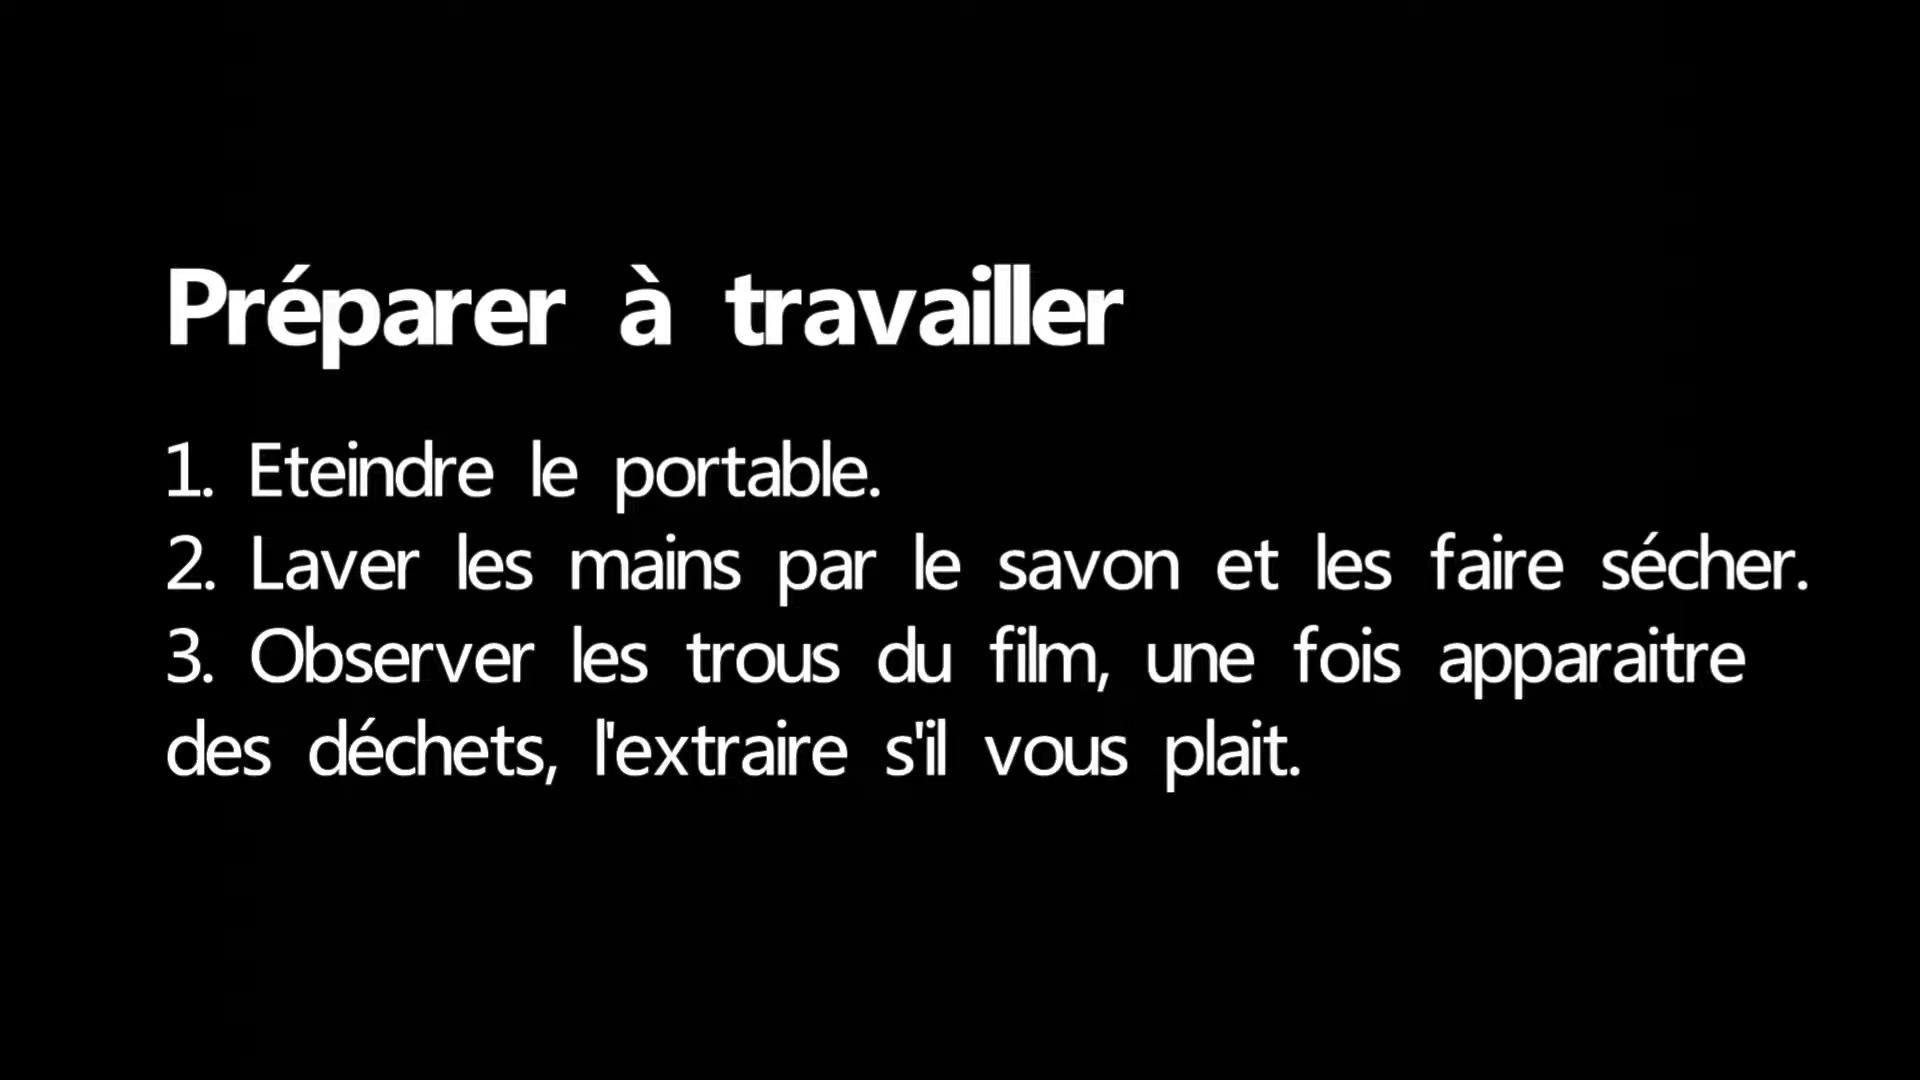 Préparer à travailler
1. Eteindre le portable.
2. Laver les mains par le savon et les faire sécher.
3. Observer les trous du film, une fois apparaitre
des déchets, l'extraire s'il vous plait.